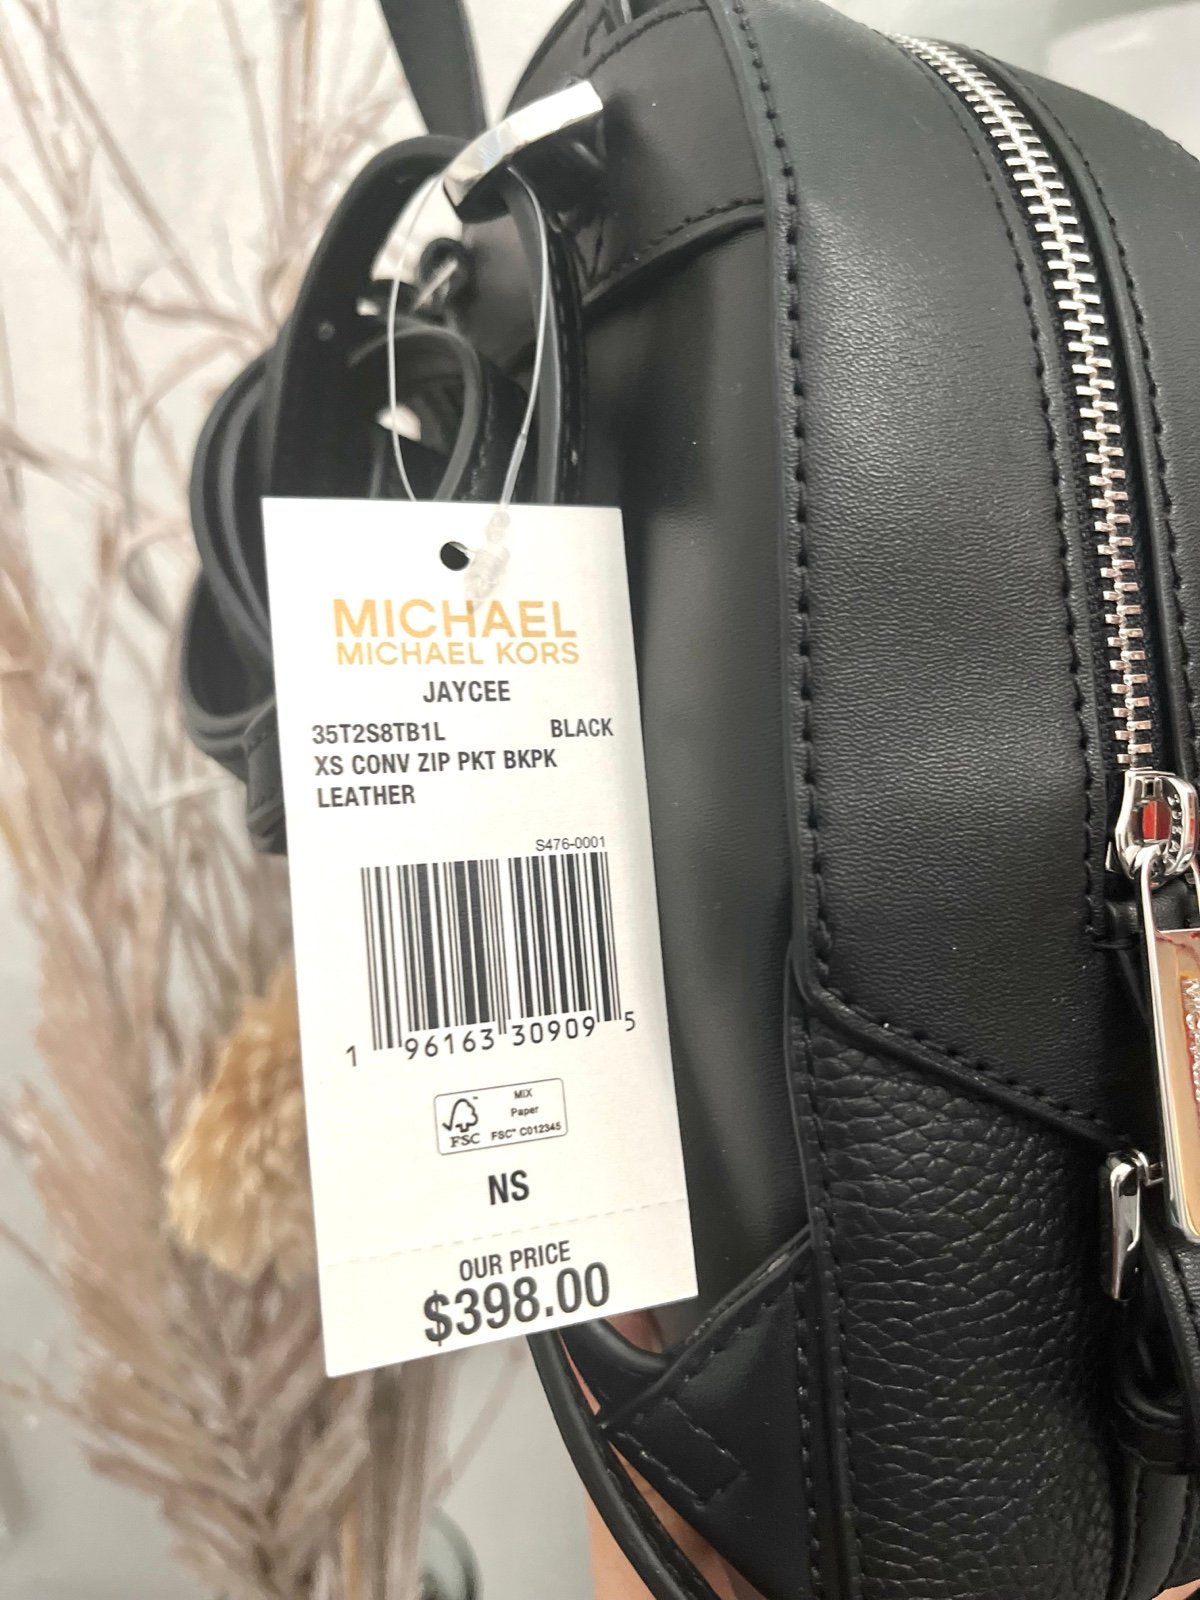 MICHAEL
MICHAEL KORS
JAYCEE
35T2S8TB1L BLACK
XS CONV ZIP PKT BKPK
LEATHER
S476-0001
1 96163 30909 5
MIX
Paper
FSC™
FSC® C012345
NS
OUR PRICE
$398.00